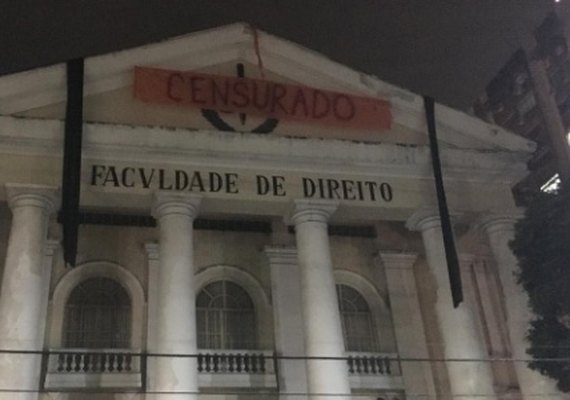 CENSURADO
FACVLDADE DE DIREITO